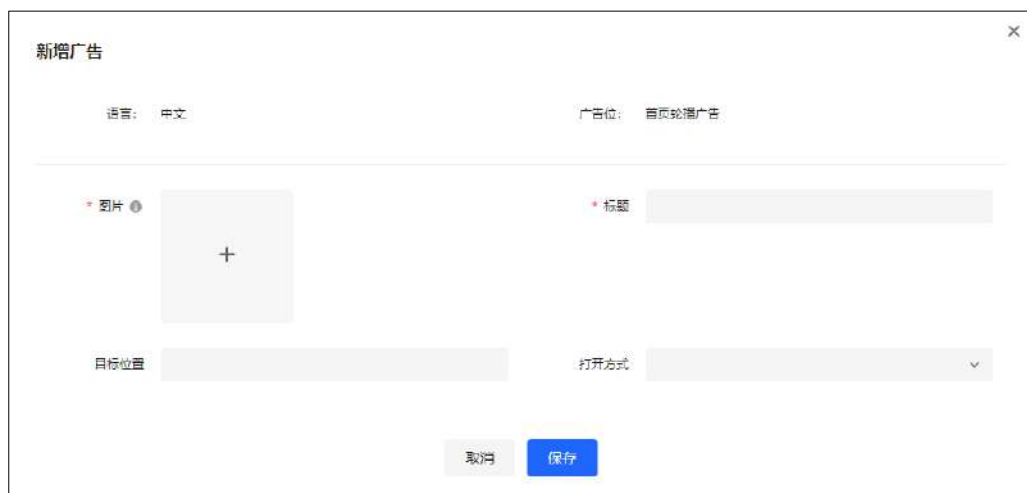 新增广告
语言： 中文 广告位： 首页轮播广告
* 图片 * 标题
目标位置 打开方式
取消 保存